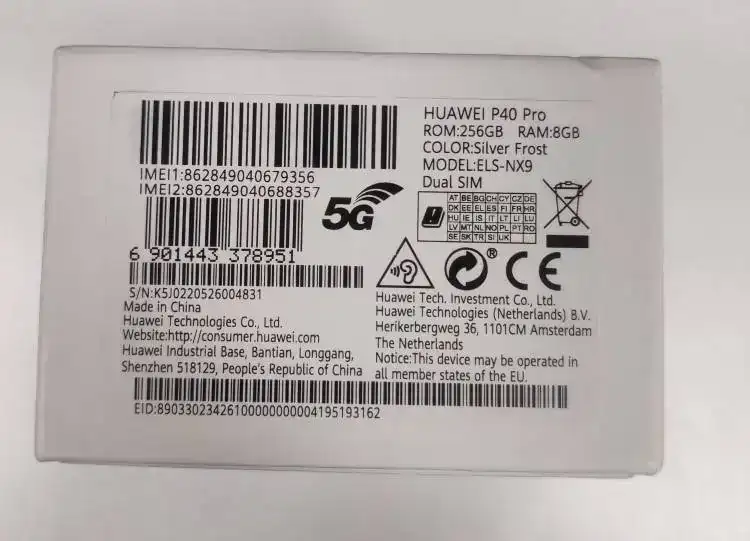 HUAWEI P40 Pro
ROM:256GB RAM:8GB
COLOR:Silver Frost
MODEL:ELS-NX9
Dual SIM
IMEI1:862849040679356
IMEI2:862849040688357
5G
AT BE BG CH CY CZ DE
DK EE EL ES FI FR HR
HU IE IS IT LT LI LU
LV MT NL NO PL PT RO
SE SK TR SI UK
6 901443 378951
®
CE
S/N:K5J0220526004831
Made in China
Huawei Technologies Co., Ltd.
Website:http://consumer.huawei.com
Huawei Industrial Base, Bantian, Longgang,
Shenzhen 518129, People's Republic of China
Huawei Tech. Investment Co., Ltd.
Huawei Technologies (Netherlands) B.V.
Herikerbergweg 36, 1101CM Amsterdam
The Netherlands
Notice:This device may be operated in
all member states of the EU.
EID:89033023426100000000004195193162